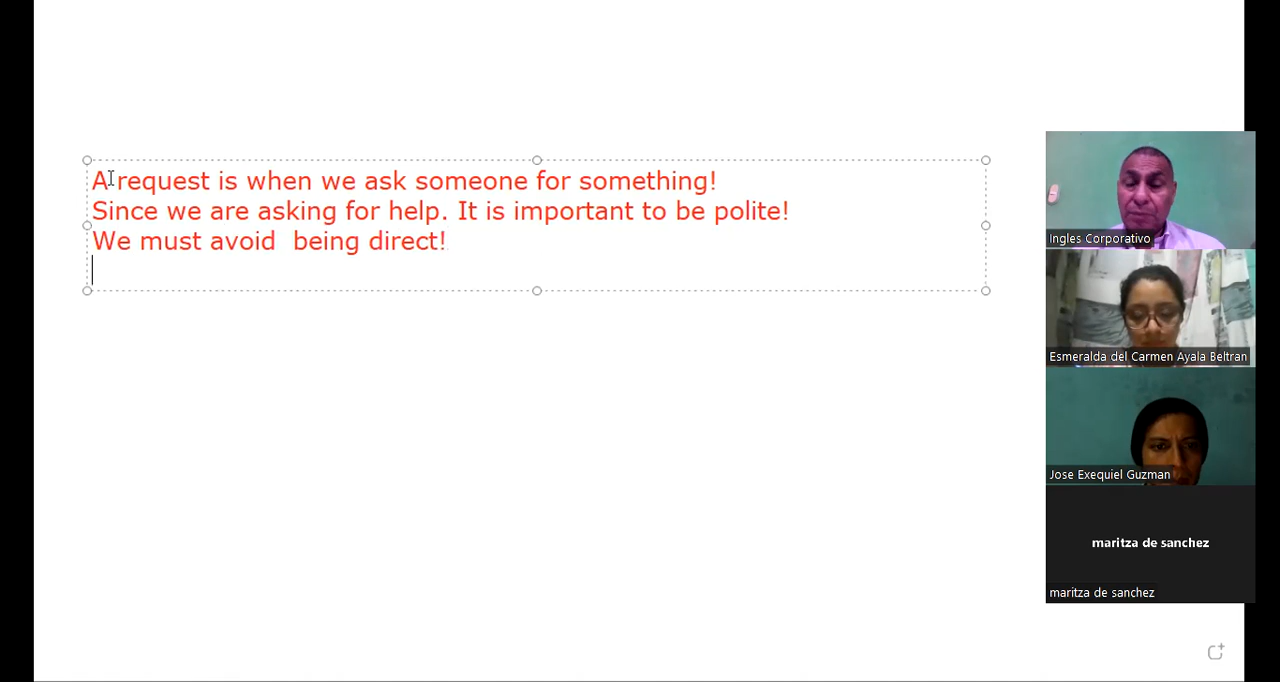 A request is when we ask someone for something!
Since we are asking for help. It is important to be polite!
We must avoid  being direct!
Ingles Corporativo
Esmeralda del Carmen Ayala Beltran
Jose Exequiel Guzman
maritza de sanchez
maritza de sanchez